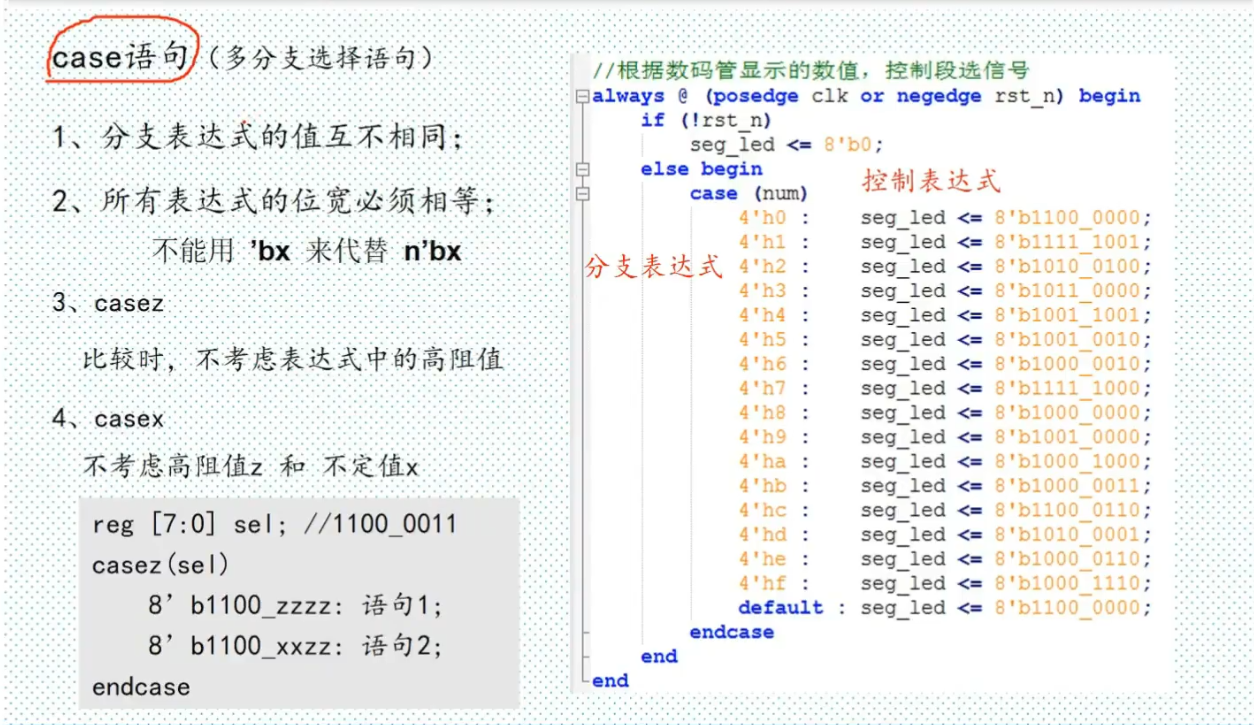 case语句（多分支选择语句）
1、分支表达式的值互不相同；
2、所有表达式的位宽必须相等；
不能用 'bx 来代替 n'bx
3、casez
比较时，不考虑表达式中的高阻值
4、casex
不考虑高阻值z 和 不定值x
reg [7:0] sel; //1100_0011
casez(sel)
8’ b1100_zzzz: 语句1;
8’ b1100_xxzz: 语句2;
endcase
//根据数码管显示的数值，控制段选信号
always @ (posedge clk or negedge rst_n) begin
if (!rst_n)
seg_led <= 8'b0;
else begin
控制表达式
case (num)
4'h0 : seg_led <= 8'b1100_0000;
4'h1 : seg_led <= 8'b1111_1001;
分支表达式 4'h2 : seg_led <= 8'b1010_0100;
4'h3 : seg_led <= 8'b1011_0000;
4'h4 : seg_led <= 8'b1001_1001;
4'h5 : seg_led <= 8'b1001_0010;
4'h6 : seg_led <= 8'b1000_0010;
4'h7 : seg_led <= 8'b1111_1000;
4'h8 : seg_led <= 8'b1000_0000;
4'h9 : seg_led <= 8'b1001_0000;
4'ha : seg_led <= 8'b1000_1000;
4'hb : seg_led <= 8'b1000_0011;
4'hc : seg_led <= 8'b1100_0110;
4'hd : seg_led <= 8'b1010_0001;
4'he : seg_led <= 8'b1000_0110;
4'hf : seg_led <= 8'b1000_1110;
default : seg_led <= 8'b1100_0000;
endcase
end
end